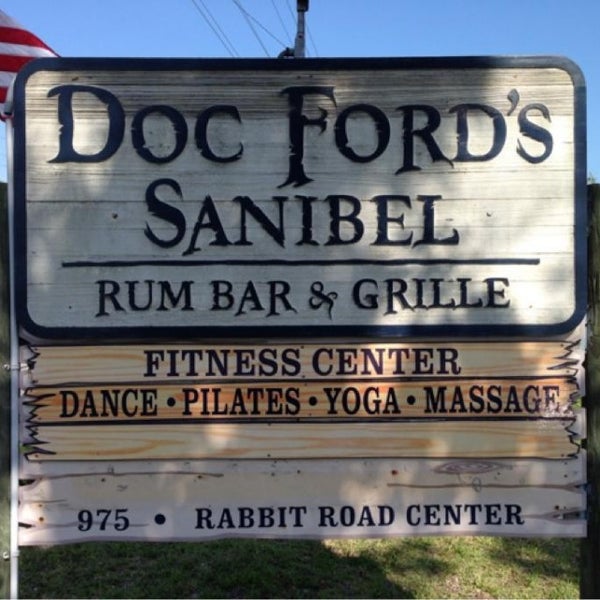 DOC FORD'S
SANIBEL
RUM BAR & GRILLE
FITNESS CENTER
DANCE • PILATES • YOGA • MASSAGE
975 • RABBIT ROAD CENTER